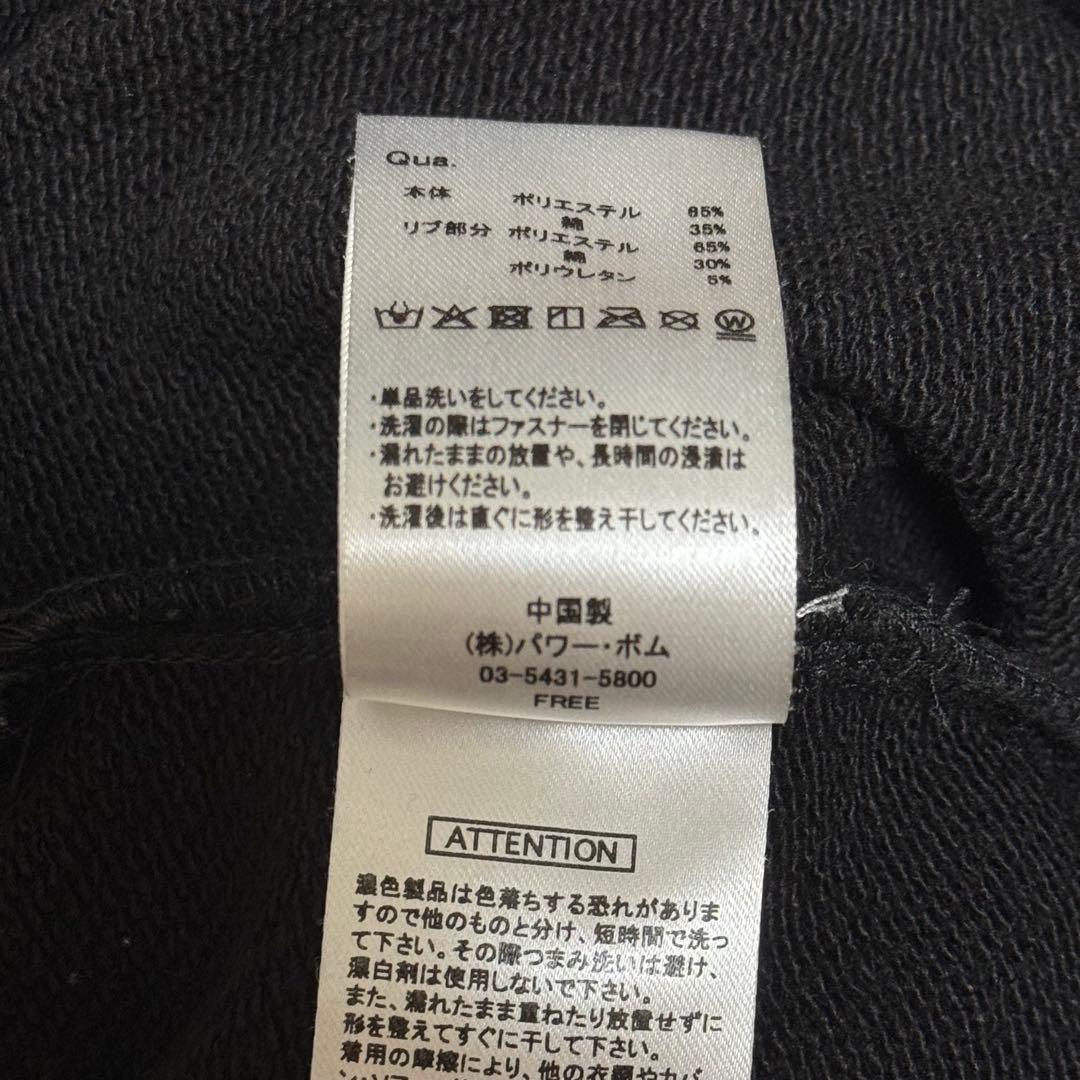 Qua.
本体 ポリエステル 65%
綿 35%
リブ部分 ポリエステル 65%
綿 30%
ポリウレタン 5%
W
・単品洗いをしてください。
・洗濯の際はファスナーを閉じてください。
・濡れたままの放置や、長時間の浸漬は
お避けください。
・洗濯後は直ぐに形を整え干してください。
中国製
(株)パワー・ボム
03-5431-5800
FREE
ATTENTION
濃色製品は色落ちする恐れがありま
すので他のものと分け、短時間で洗っ
て下さい。その際つまみ洗いは避け、
漂白剤は使用しないで下さい。
また、濡れたまま重ねたり放置せずに
形を整えてすぐに干して下さい。
着用の摩擦により、他の衣類やカバ